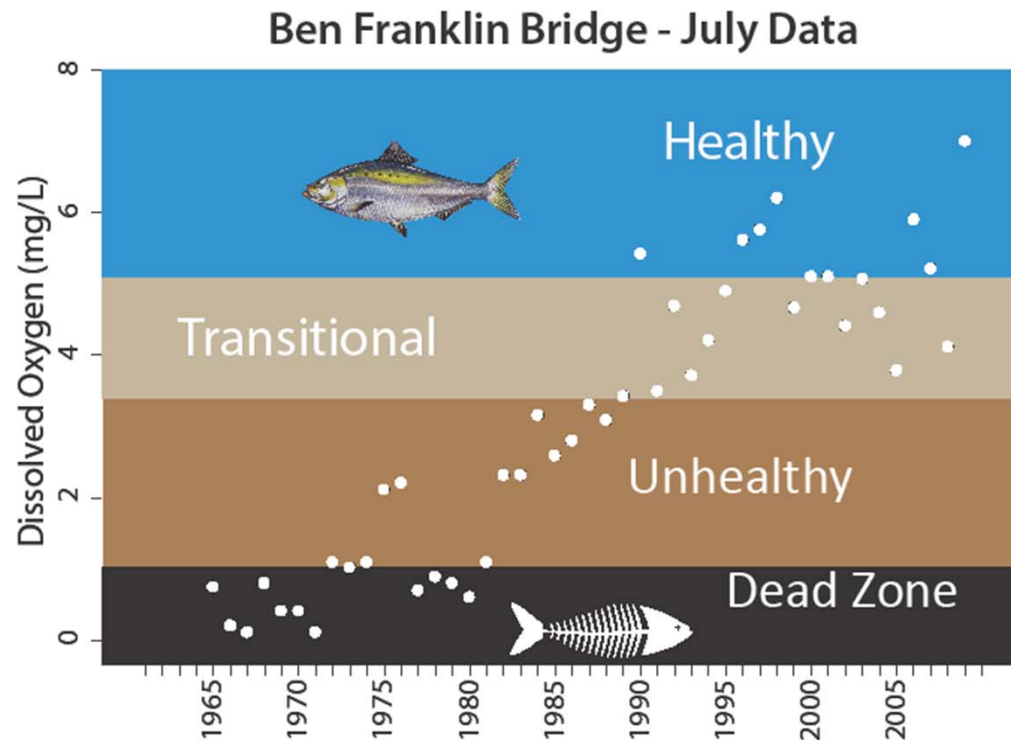 Ben Franklin Bridge - July Data
Dissolved Oxygen (mg/L)
8
6
4
2
0
Healthy
Transitional
Unhealthy
Dead Zone
1965
1970
1975
1980
1985
1990
1995
2000
2005